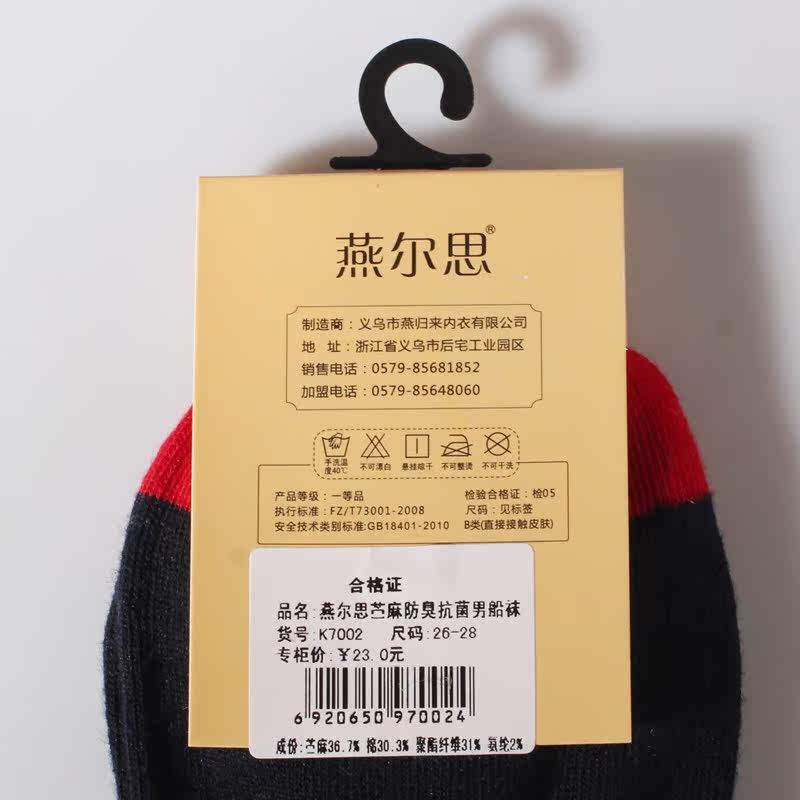 燕尔思®
制造商：义乌市燕归来内衣有限公司
地 址：浙江省义乌市后宅工业园区
销售电话：0579-85681852
加盟电话：0579-85648060
手洗温度40℃ 不可漂白 悬挂晾干 不可整烫 不可干洗
产品等级：一等品 检验合格证：检05
执行标准：FZ/T73001-2008 尺码：见标签
安全技术类别标准:GB18401-2010 B类(直接接触皮肤)
合格证
品名:燕尔思苎麻防臭抗菌男船袜
货号:K7002 尺码:26-28
专柜价:￥23.0元
6 920650 970024
成份:苎麻36.7% 棉30.3% 聚酯纤维31% 氨纶2%